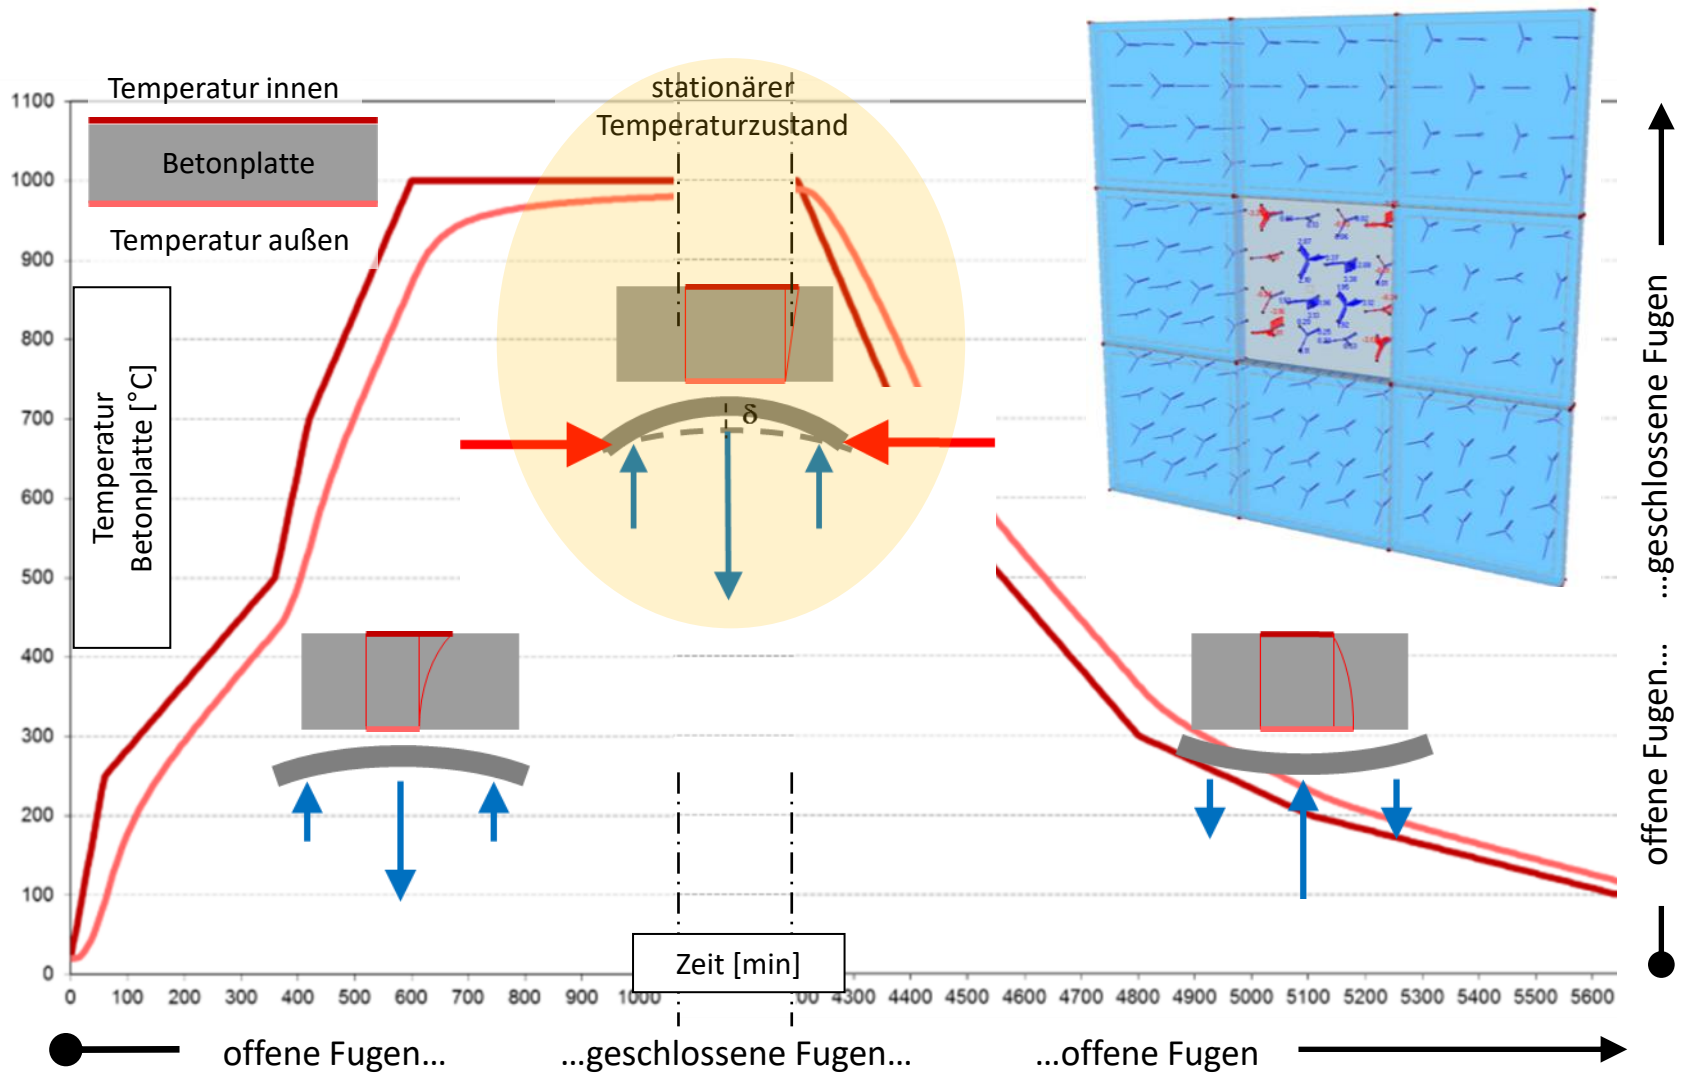 Temperatur innen
Betonplatte
Temperatur außen
stationärer
Temperaturzustand
1100
1000
900
800
700
600
500
400
300
200
100
0
Temperatur
Betonplatte [°C]
δ
...geschlossene Fugen
offene Fugen...
0 100 200 300 400 500 600 700 800 900 1000 00 4300 4400 4500 4600 4700 4800 4900 5000 5100 5200 5300 5400 5500 5600
Zeit [min]
offene Fugen...
...geschlossene Fugen...
...offene Fugen